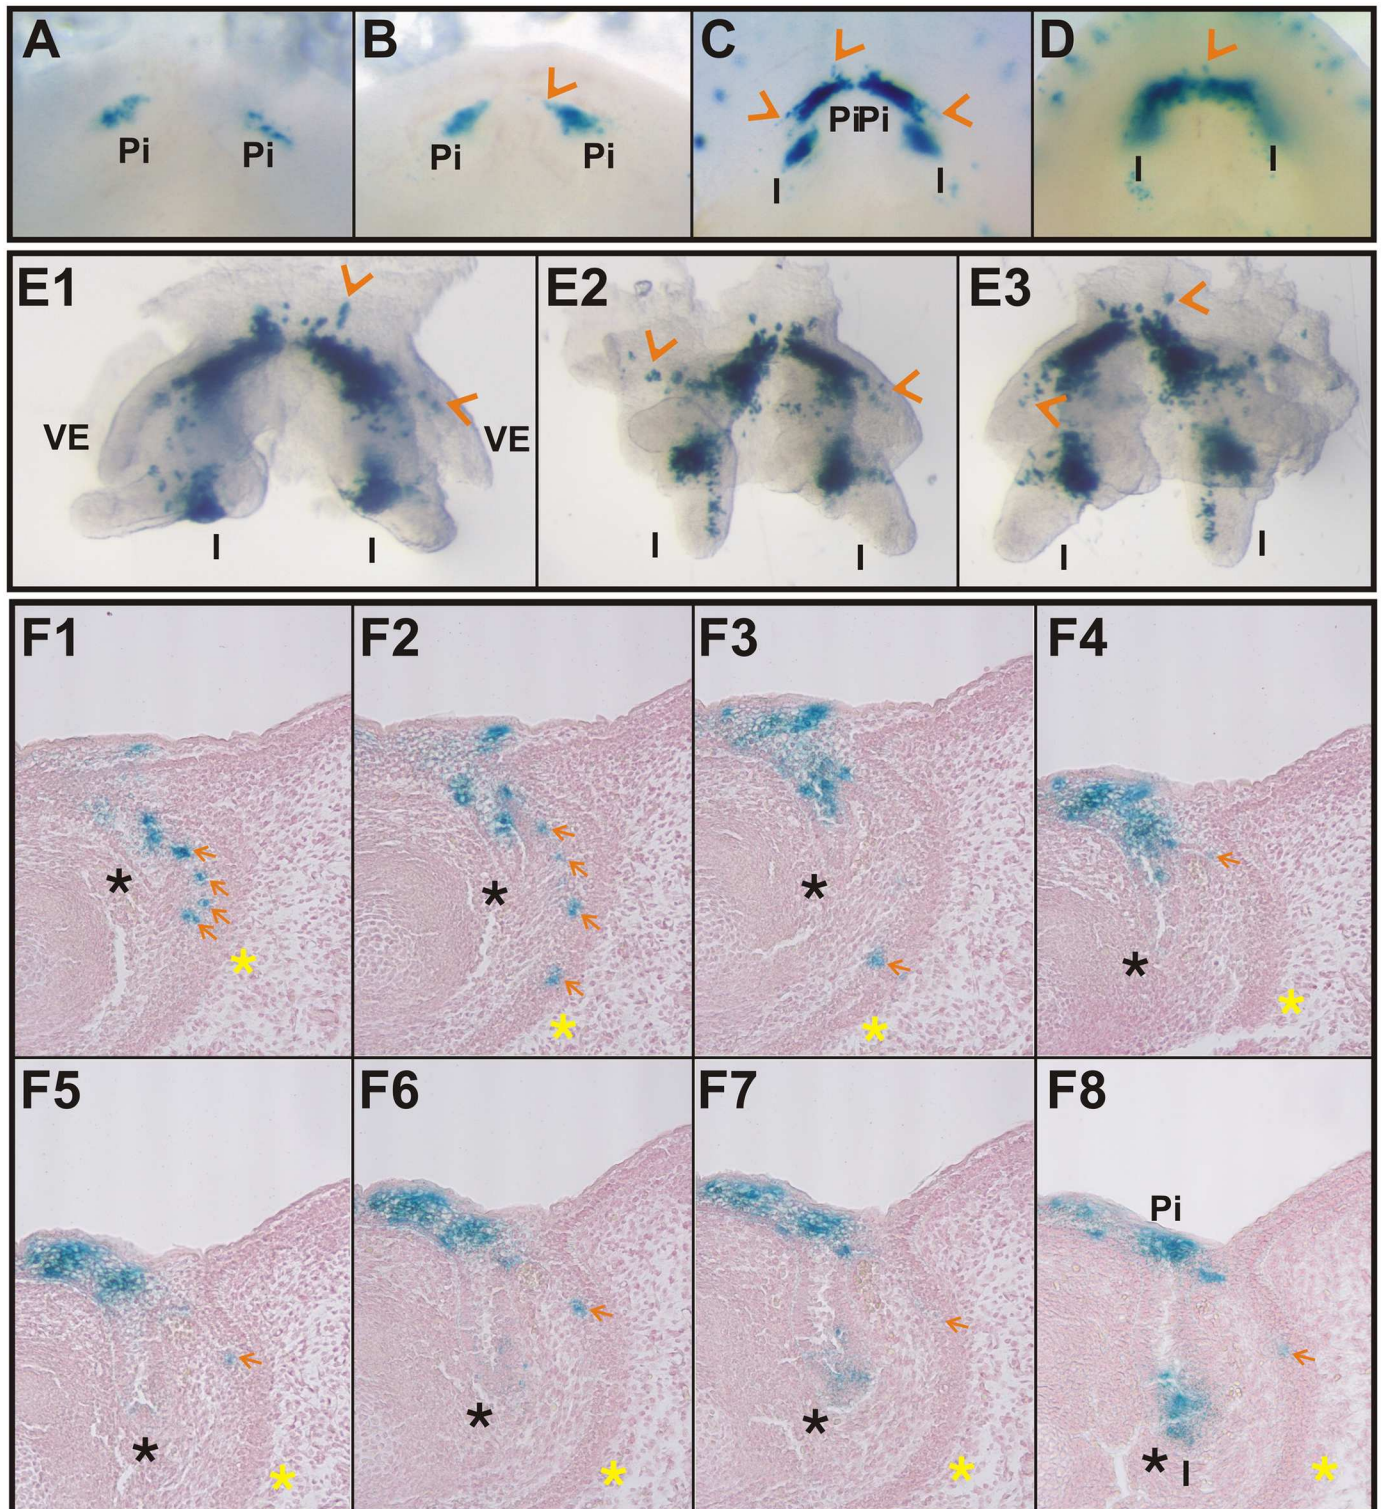 A B C D
Pi Pi Pi Pi PiPi I I I I
E1 E2 E3
VE VE I I I I I I
F1 F2 F3 F4
* * * *
* * * *
F5 F6 F7 F8
Pi
* * * * I
* * * *